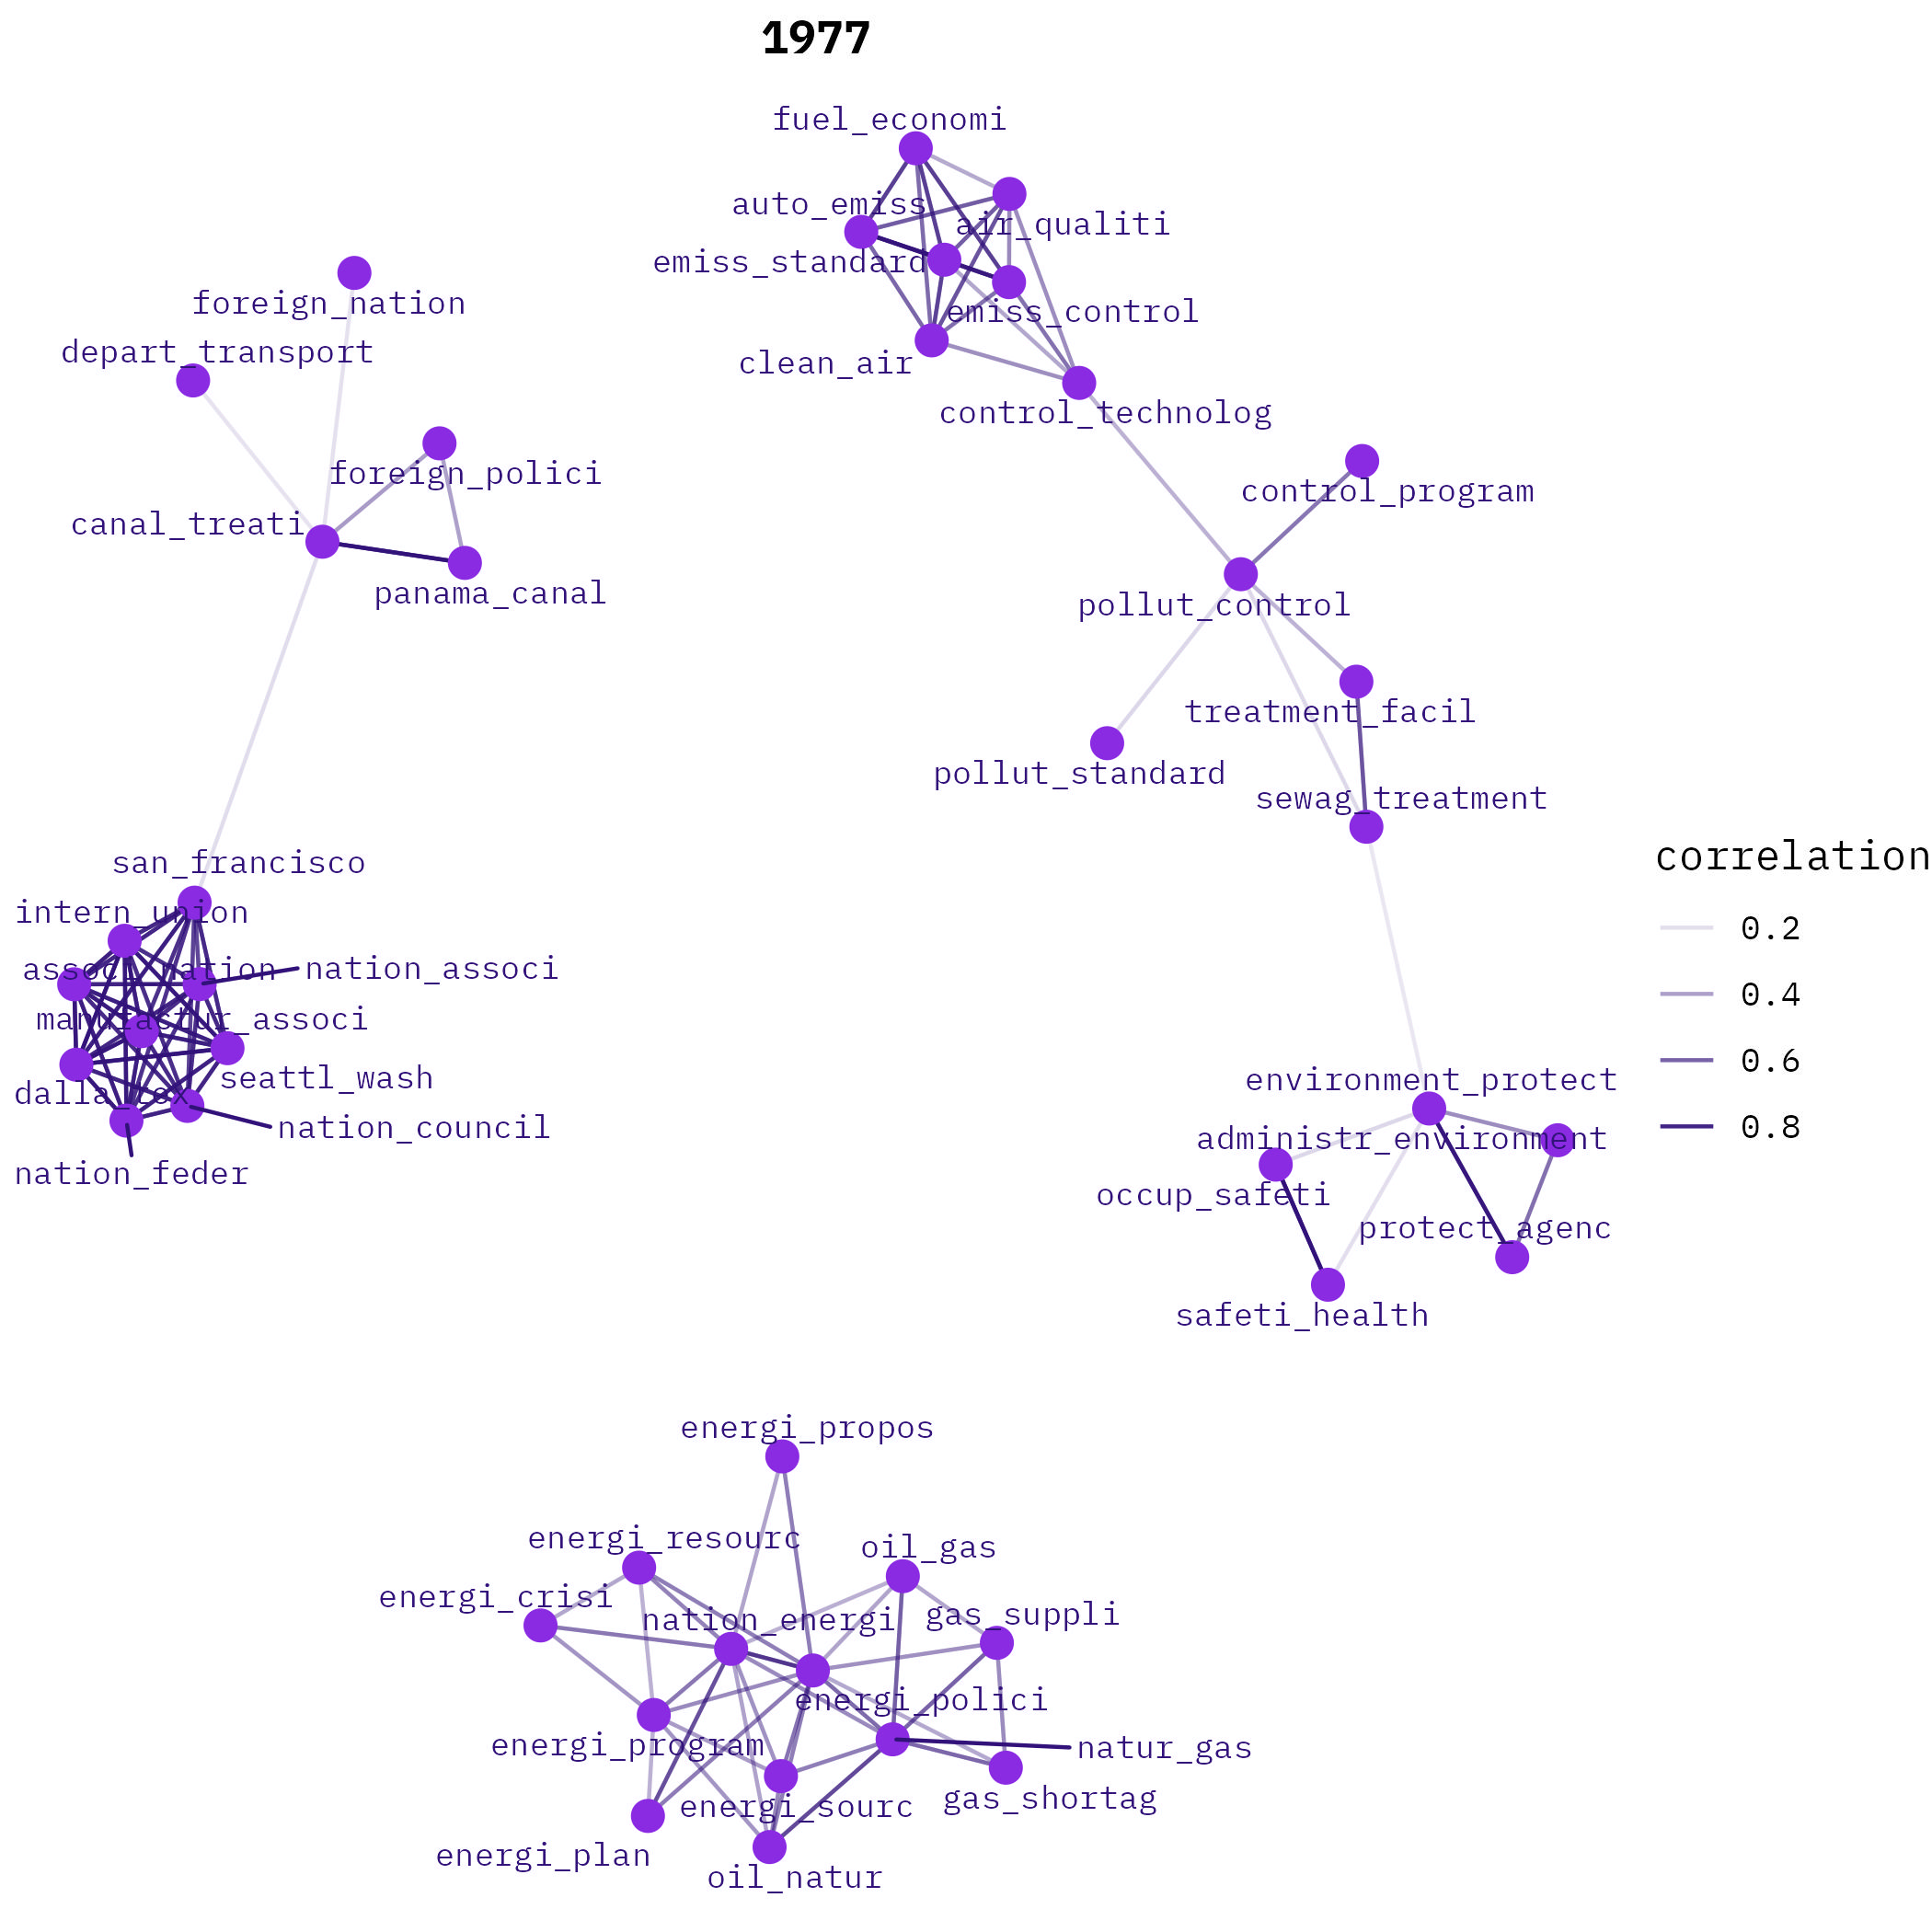 1977
fuel_economi
auto_emiss
air_qualiti
emiss_standard
foreign_nation
emiss_control
depart_transport
clean_air
control_technolog
foreign_polici
control_program
canal_treati
panama_canal
pollut_control
treatment_facil
pollut_standard
sewag_treatment
correlation
san_francisco
intern_union
0.2
assoc_nation
nation_associ
0.4
manufactur_associ
0.6
seattl_wash
environment_protect
dalla_tex
nation_council
0.8
administr_environment
nation_feder
occup_safeti
protect_agenc
safeti_health
energi_propos
energi_resourc
oil_gas
energi_crisi
nation_energi
gas_suppli
energi_polici
energi_program
natur_gas
energi_sourc
gas_shortag
energi_plan
oil_natur